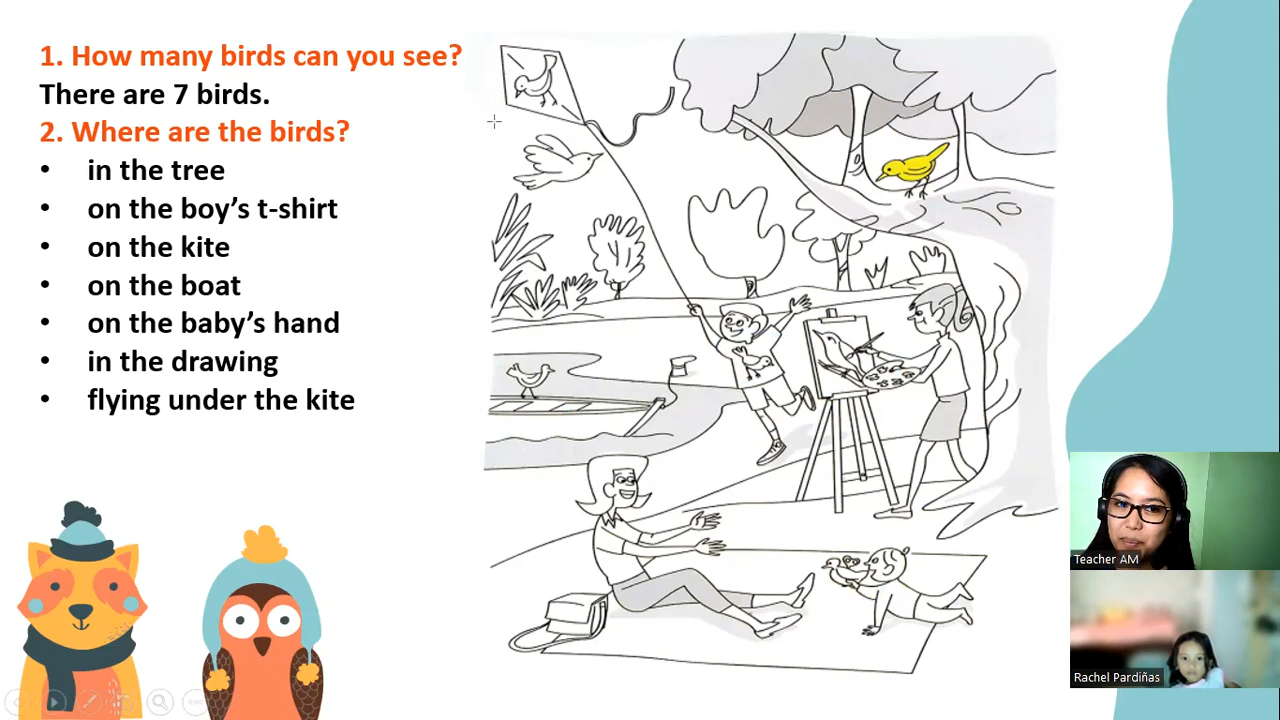 1. How many birds can you see?
There are 7 birds.
2. Where are the birds?
• in the tree
• on the boy’s t-shirt
• on the kite
• on the boat
• on the baby’s hand
• in the drawing
• flying under the kite
Teacher AM
Rachel Pardiñas